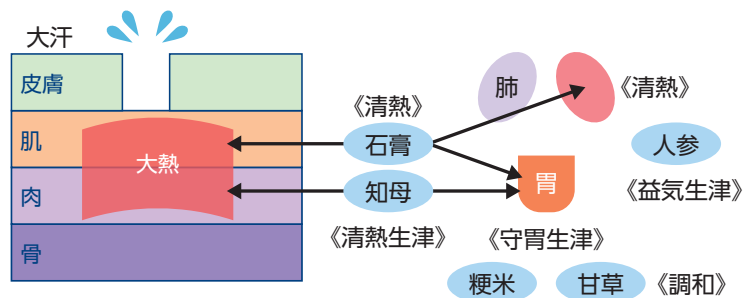 大汗
皮膚
肌
肉
骨
大熱
《清熱》
石膏
知母
《清熱生津》
肺
《清熱》
胃
《守胃生津》
人参
《益気生津》
粳米
甘草
《調和》